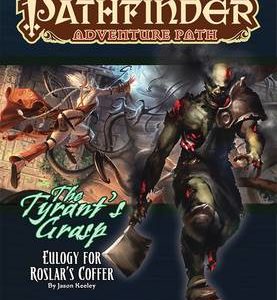 PATHFINDER
ADVENTURE PATH
The
Tyrant's
Grasp
EULOGY FOR
ROSLAR'S COFFER
By Jason Keeley